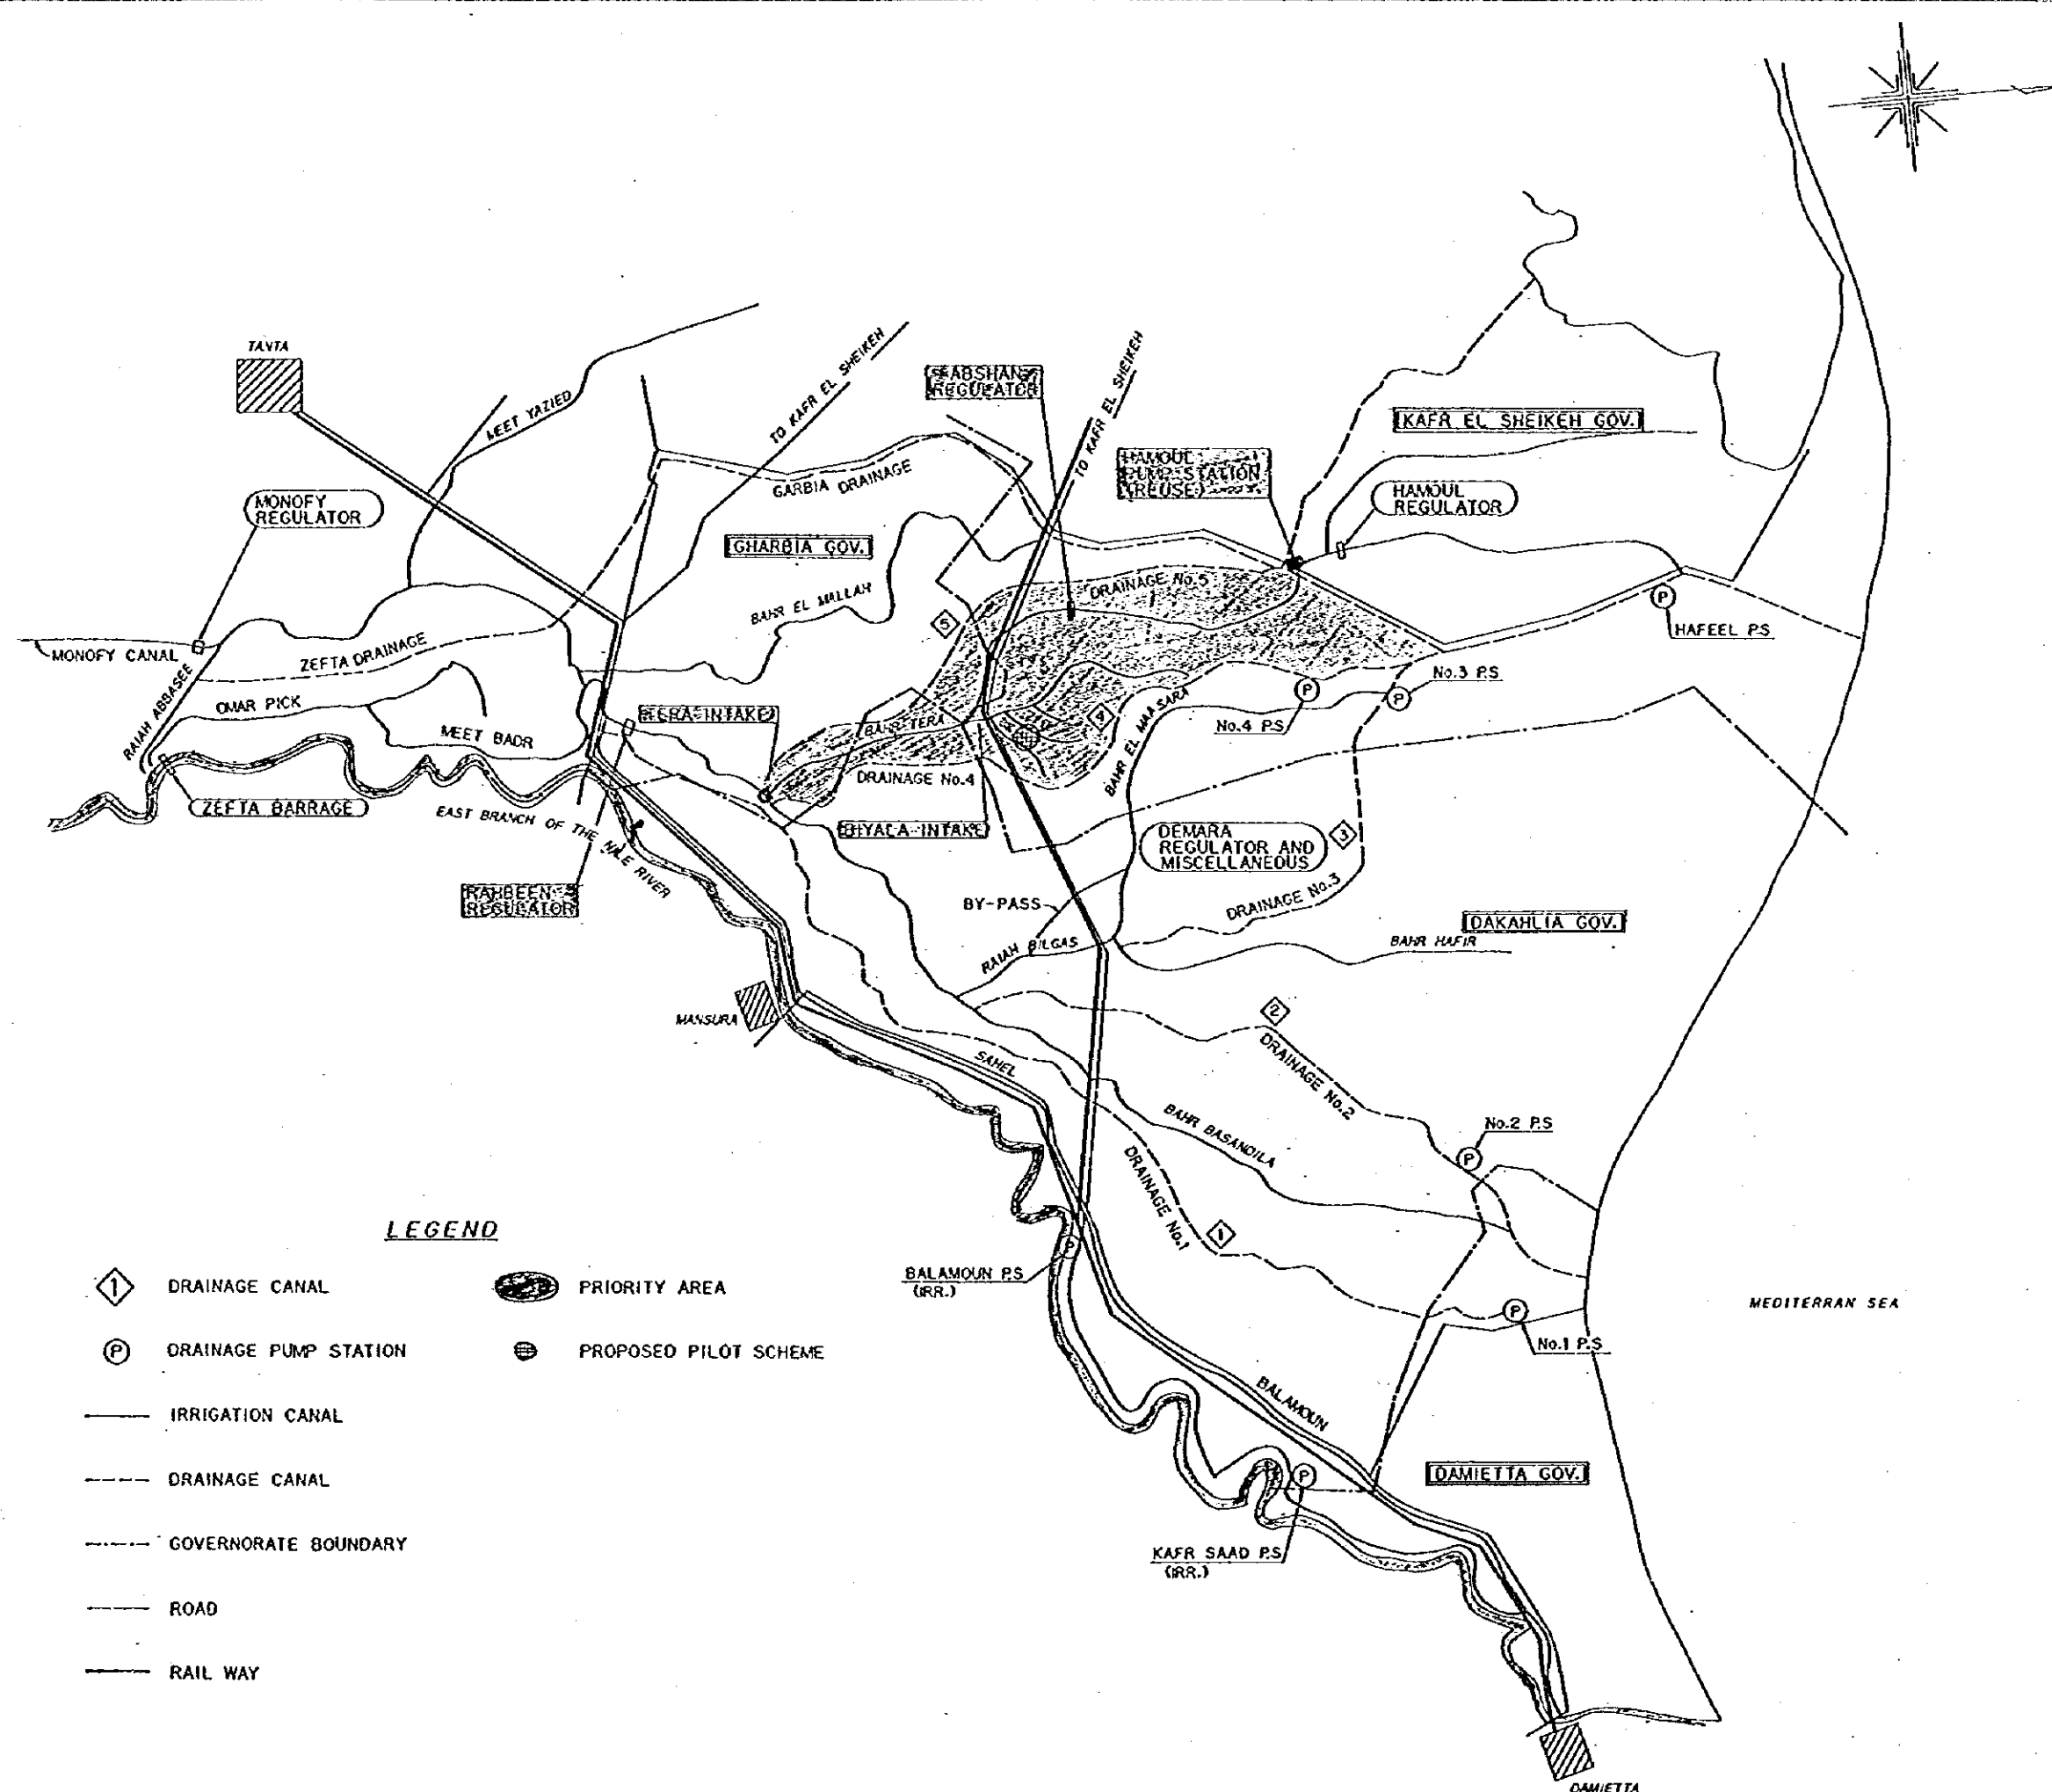 TANTA
MEET YAZIED
TO KAFR EL SHEIKEH
SHABSHAN
REGULATOR
TO KAFR EL SHEIKEH
KAFR EL SHEIKEH GOV.
HAMOUL
PUMP STATION
(REUSE)
HAMOUL
REGULATOR
MONOFY
REGULATOR
GARBIA DRAINAGE
GHARBIA GOV.
BAHR EL MALLAH
DRAINAGE No.5
5
P
HAFEEL P.S
MONOFY CANAL
ZEFTA DRAINAGE
RAIAH ABBASEE
OMAR PICK
MEET BADR
TERA-INTAKE
BAHR TERA
4
BAHR EL MAASARA
P
No.4 P.S
P
No.3 P.S
DRAINAGE No.4
ZEFTA BARRAGE
EAST BRANCH OF THE NILE RIVER
BIYALA-INTAKE
DEMARA
REGULATOR AND
MISCELLANEOUS
3
RAHBEEN
REGULATOR
BY-PASS
DRAINAGE No.3
DAKAHLIA GOV.
RAIAH BILGAS
BAHR HAFIR
MANSURA
2
DRAINAGE No.2
SAHEL
BAHR BASANDILA
No.2 P.S
P
DRAINAGE No.1
1
P
BALAMOUN P.S
(IRR.)
P
No.1 P.S
MEDITERRAN SEA
BALAMOUN
DAMIETTA GOV.
P
KAFR SAAD P.S
(IRR.)
DAMIETTA
LEGEND
1 DRAINAGE CANAL
PRIORITY AREA
P DRAINAGE PUMP STATION
PROPOSED PILOT SCHEME
IRRIGATION CANAL
DRAINAGE CANAL
GOVERNORATE BOUNDARY
ROAD
RAIL WAY